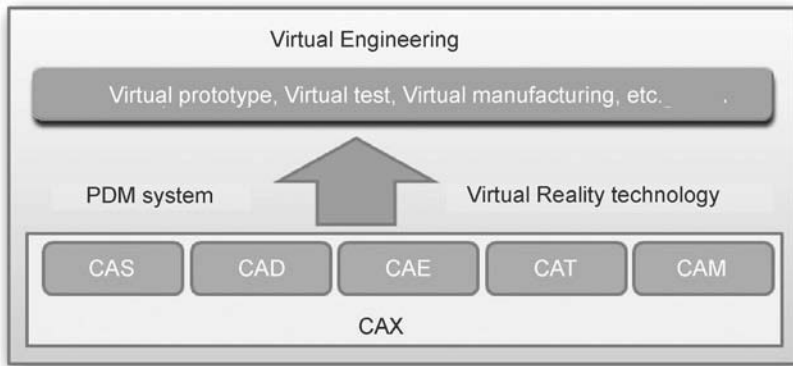 Virtual Engineering
Virtual prototype, Virtual test, Virtual manufacturing, etc.
PDM system Virtual Reality technology
CAS CAD CAE CAT CAM
CAX